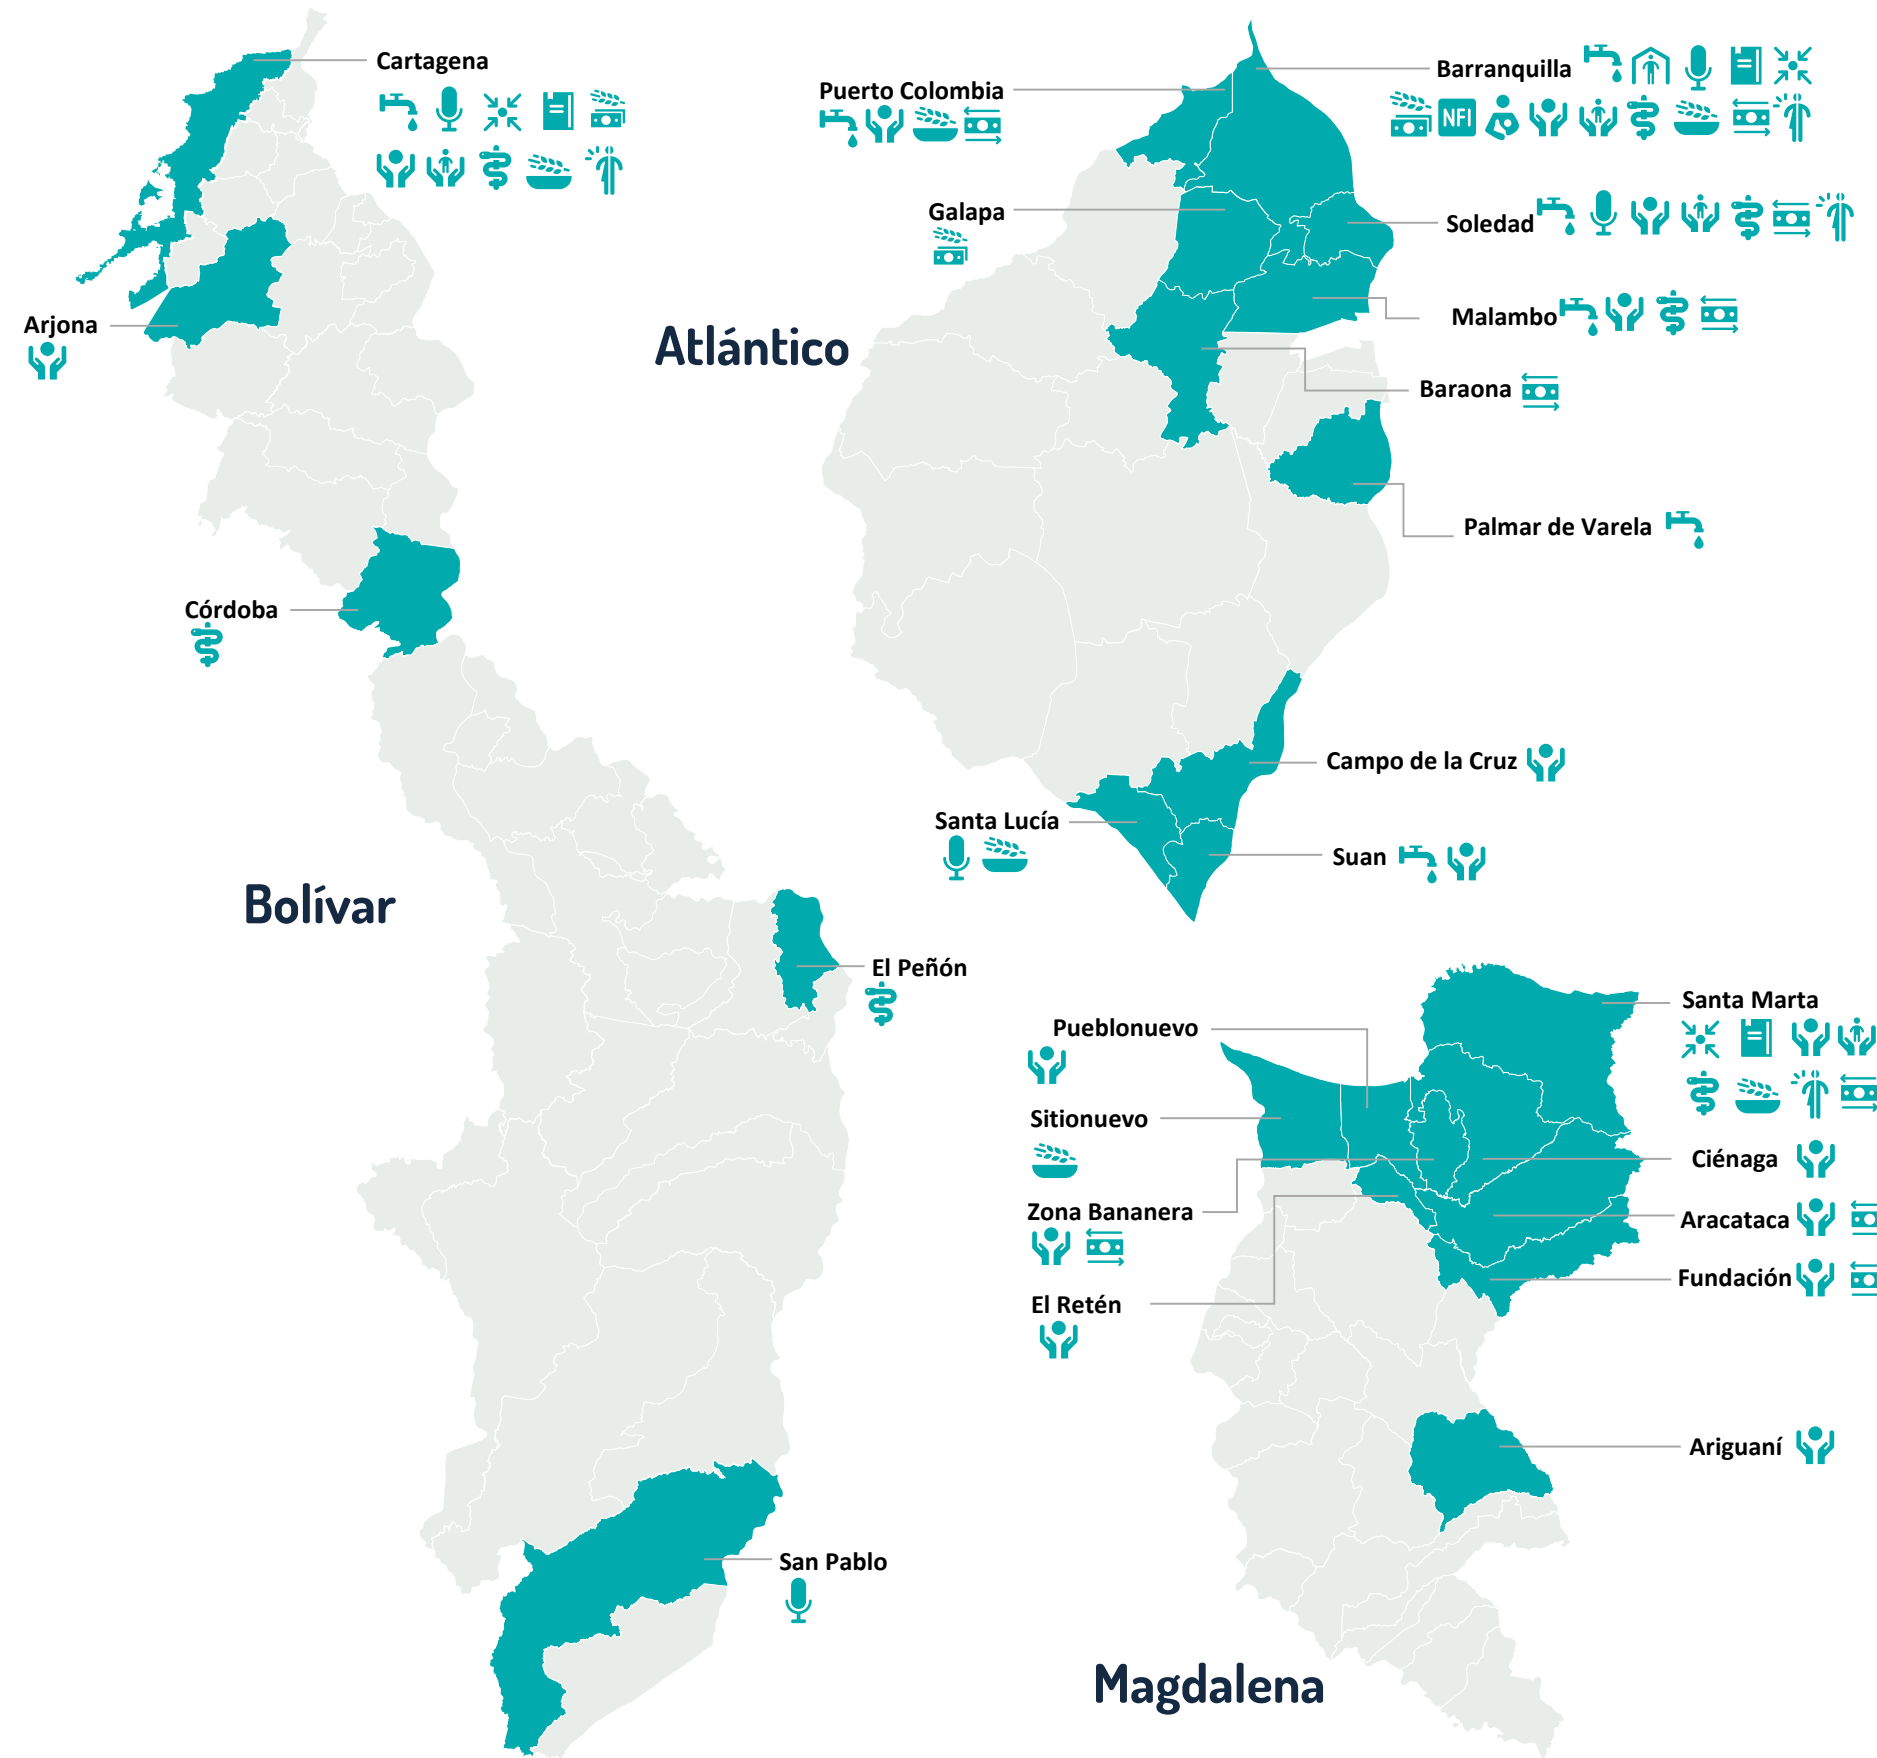 Cartagena
Arjona
Córdoba
Bolívar
El Peñón
San Pablo
Atlántico
Puerto Colombia
Galapa
Barranquilla
NFI
Soledad
Malambo
Baraona
Palmar de Varela
Campo de la Cruz
Santa Lucía
Suan
Pueblonuevo
Sitionuevo
Zona Bananera
El Retén
Santa Marta
Ciénaga
Aracataca
Fundación
Ariguaní
Magdalena